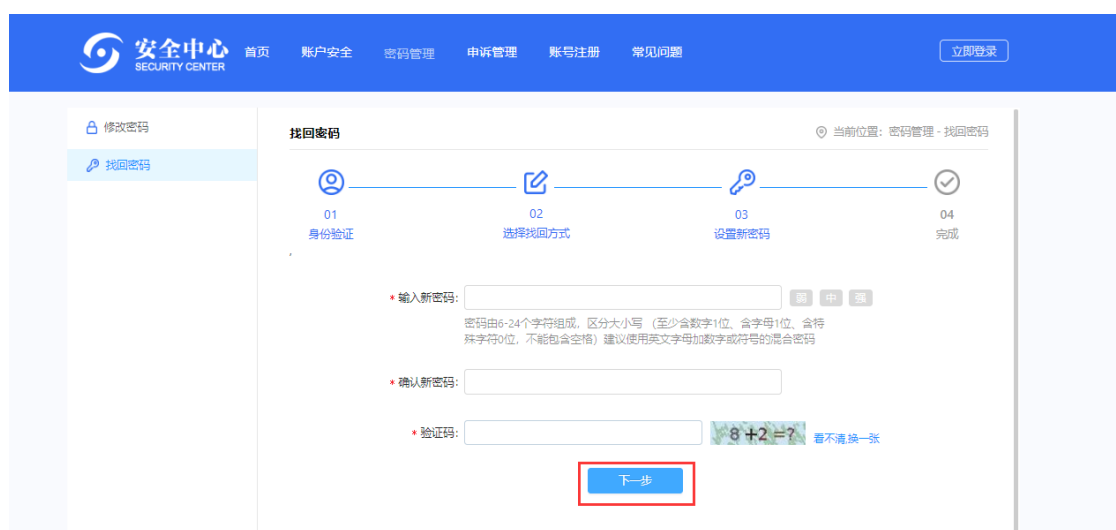 安全中心
SECURITY CENTER
首页 账户安全 密码管理 申诉管理 账号注册 常见问题
立即登录
修改密码
找回密码
找回密码
当前位置：密码管理 - 找回密码
01
身份验证
02
选择找回方式
03
设置新密码
04
完成
,
* 输入新密码:
弱 中 强
密码由6-24个字符组成，区分大小写 （至少含数字1位、含字母1位、含特
殊字符0位，不能包含空格）建议使用英文字母加数字或符号的混合密码
* 确认新密码:
* 验证码:
8 +2 =?
看不清,换一张
下一步